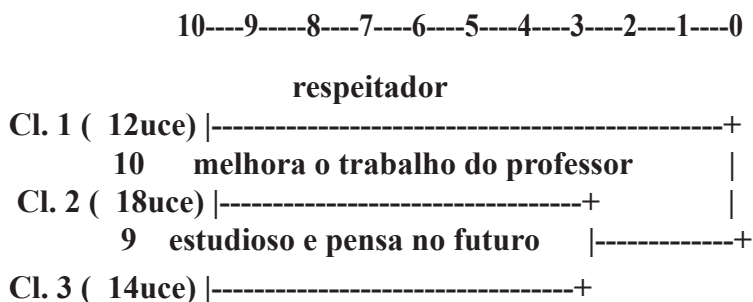 10----9-----8----7----6----5----4----3----2----1----0
respeitador
Cl. 1 ( 12uce) |-------------------------------------------------+
10 melhora o trabalho do professor |
Cl. 2 ( 18uce) |-----------------------------------+ |
9 estudioso e pensa no futuro |-------------+
Cl. 3 ( 14uce) |----------------------------------+